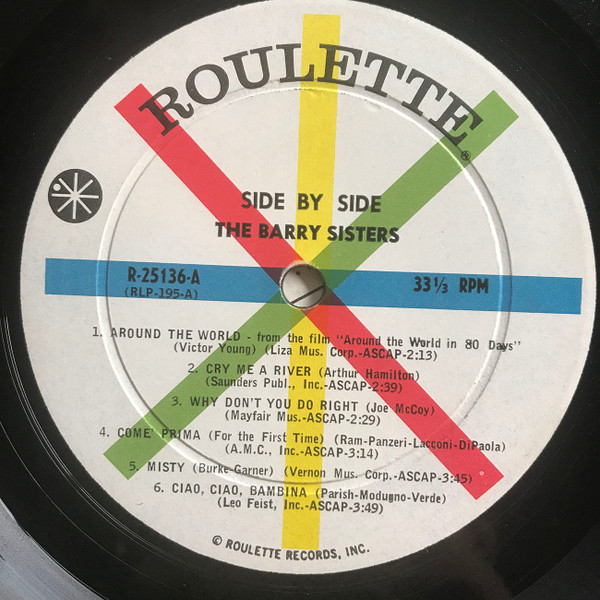 ROULETTE®
SIDE BY SIDE
THE BARRY SISTERS
R-25136-A
(RLP-195-A)
33⅓ RPM
1. AROUND THE WORLD - from the film "Around the World in 80 Days"
(Victor Young) (Liza Mus. Corp.-ASCAP-2:13)
2. CRY ME A RIVER (Arthur Hamilton)
(Saunders Publ., Inc.-ASCAP-2:39)
3. WHY DON'T YOU DO RIGHT (Joe McCoy)
(Mayfair Mus.-ASCAP-2:29)
4. COME' PRIMA (For the First Time) (Ram-Panzeri-Lacconi-DiPaola)
(A.M.C., Inc.-ASCAP-3:14)
5. MISTY (Burke-Garner) (Vernon Mus. Corp.-ASCAP-3:45)
6. CIAO, CIAO, BAMBINA (Parish-Modugno-Verde)
(Leo Feist, Inc.-ASCAP-3:49)
© ROULETTE RECORDS, INC.